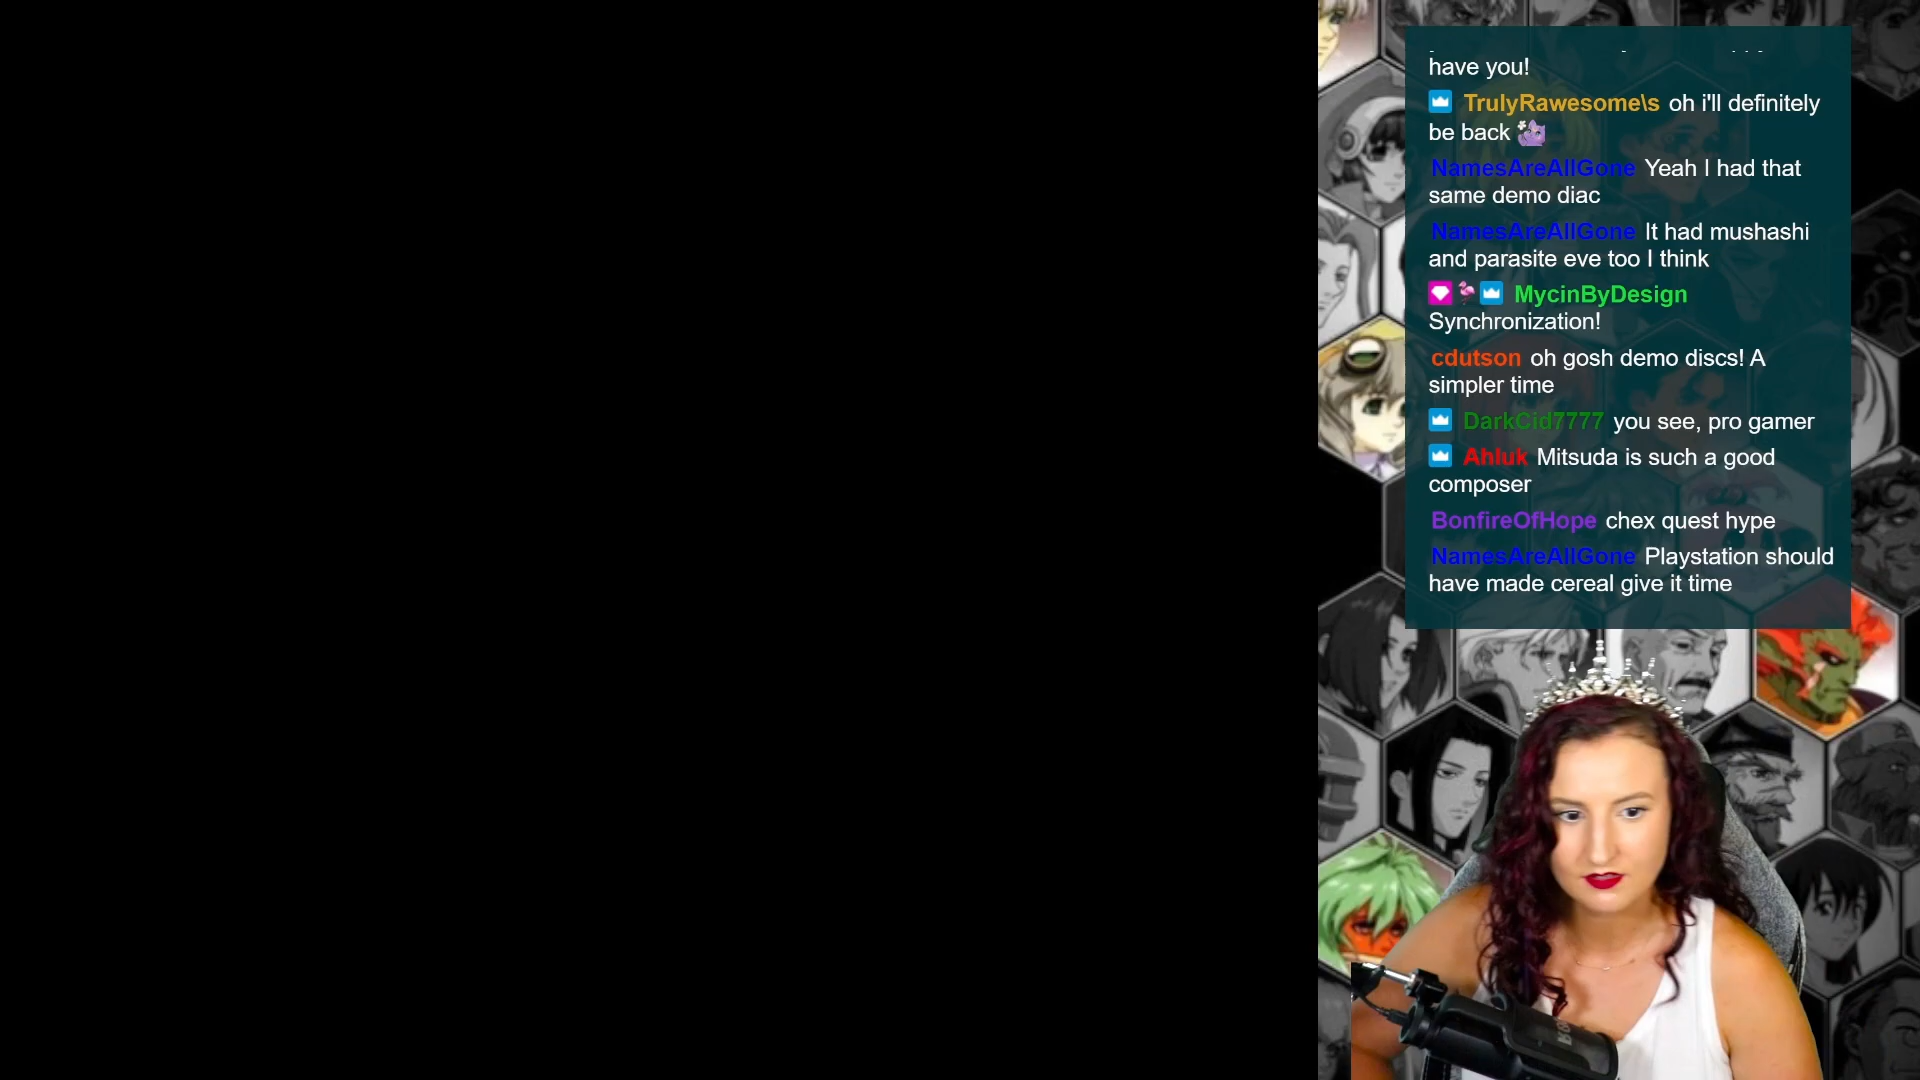 have you!
TrulyRawesome\s oh i'll definitely
be back
NamesAreAllGone Yeah I had that
same demo diac
NamesAreAllGone It had mushashi
and parasite eve too I think
MycinByDesign
Synchronization!
cdutson oh gosh demo discs! A
simpler time
DarkCid7777 you see, pro gamer
Ahluk Mitsuda is such a good
composer
BonfireOfHope chex quest hype
NamesAreAllGone Playstation should
have made cereal give it time